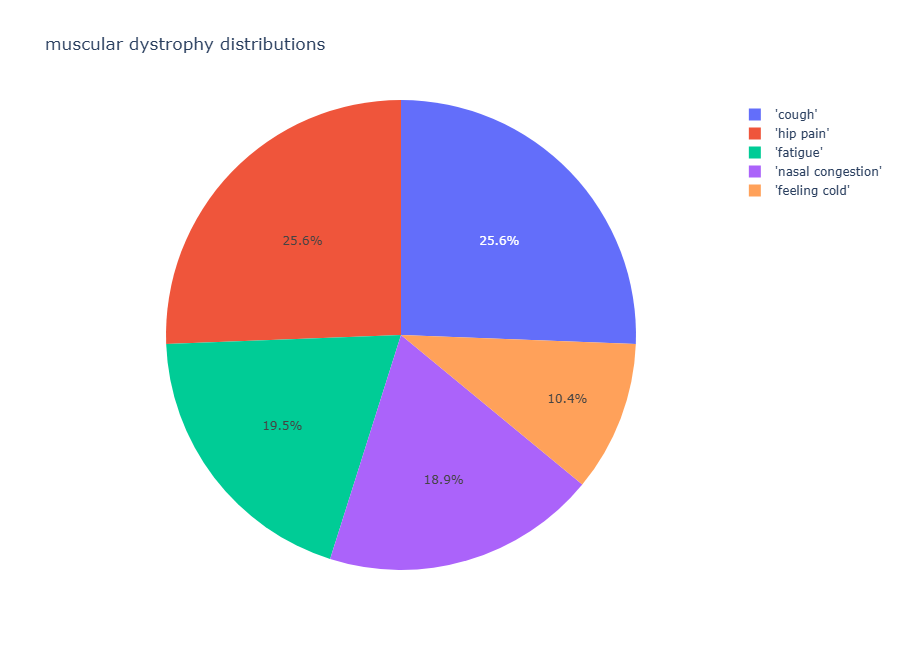 muscular dystrophy distributions
'cough'
'hip pain'
'fatigue'
'nasal congestion'
'feeling cold'
25.6%
25.6%
10.4%
19.5%
18.9%